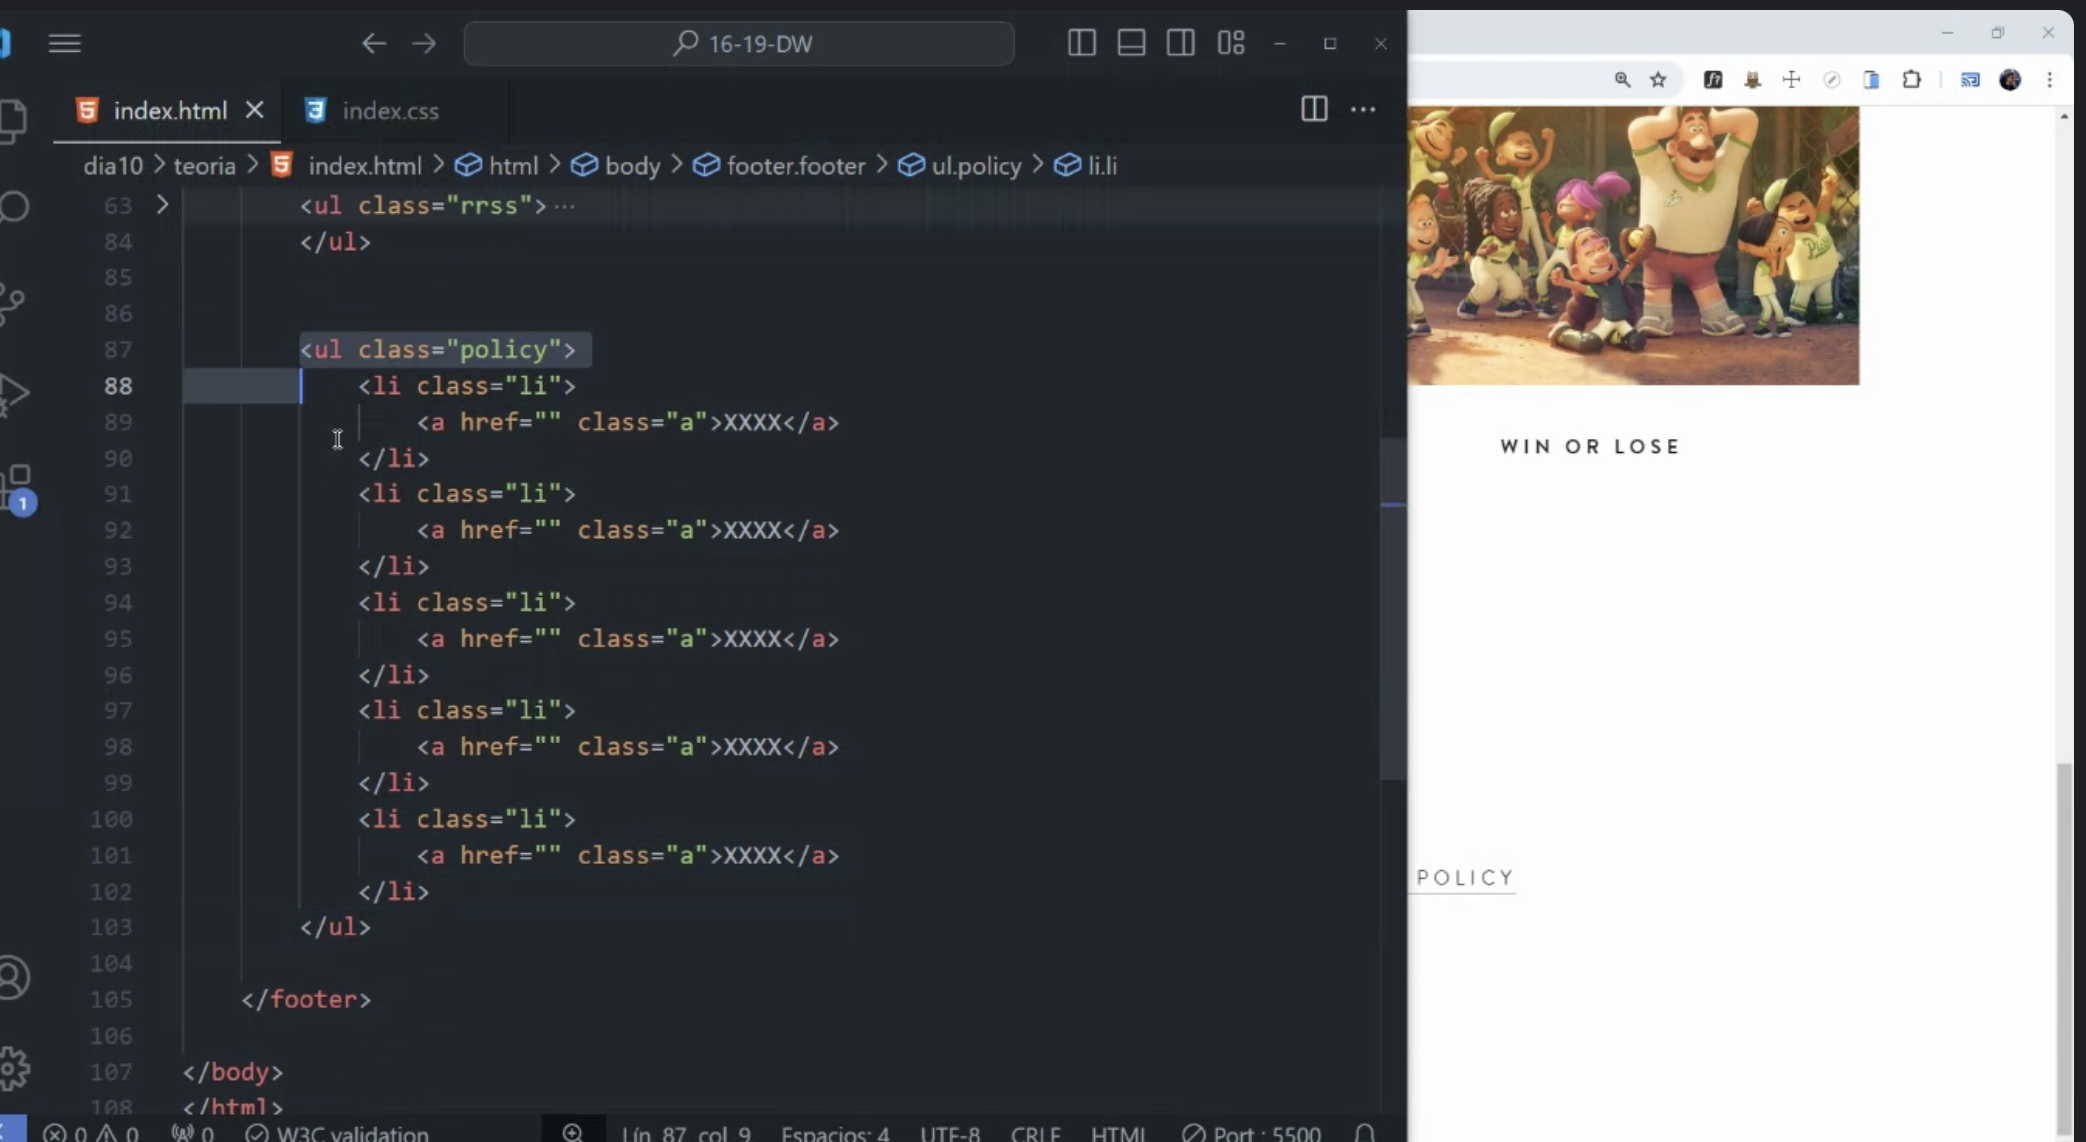 16-19-DW
index.html
index.css
dia10 > teoria > index.html > html > body > footer.footer > ul.policy > li.li
63 <ul class="rrss">···
84 </ul>
85
86
87 <ul class="policy">
88 <li class="li">
89 <a href="" class="a">XXXX</a>
90 </li>
91 <li class="li">
92 <a href="" class="a">XXXX</a>
93 </li>
94 <li class="li">
95 <a href="" class="a">XXXX</a>
96 </li>
97 <li class="li">
98 <a href="" class="a">XXXX</a>
99 </li>
100 <li class="li">
101 <a href="" class="a">XXXX</a>
102 </li>
103 </ul>
104
105 </footer>
106
107 </body>
108 </html>
1
0 0 0 W3C validation Lín. 87, col. 9 Espacios: 4 UTF-8 CRLF HTML Port : 5500
WIN OR LOSE
POLICY